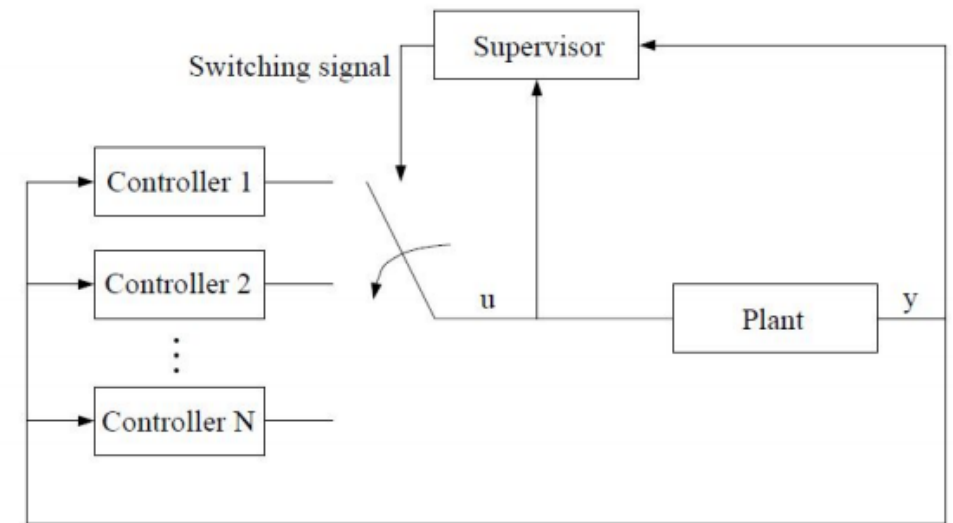 Supervisor
Switching signal
Controller 1
Controller 2
u
y
Plant
Controller N